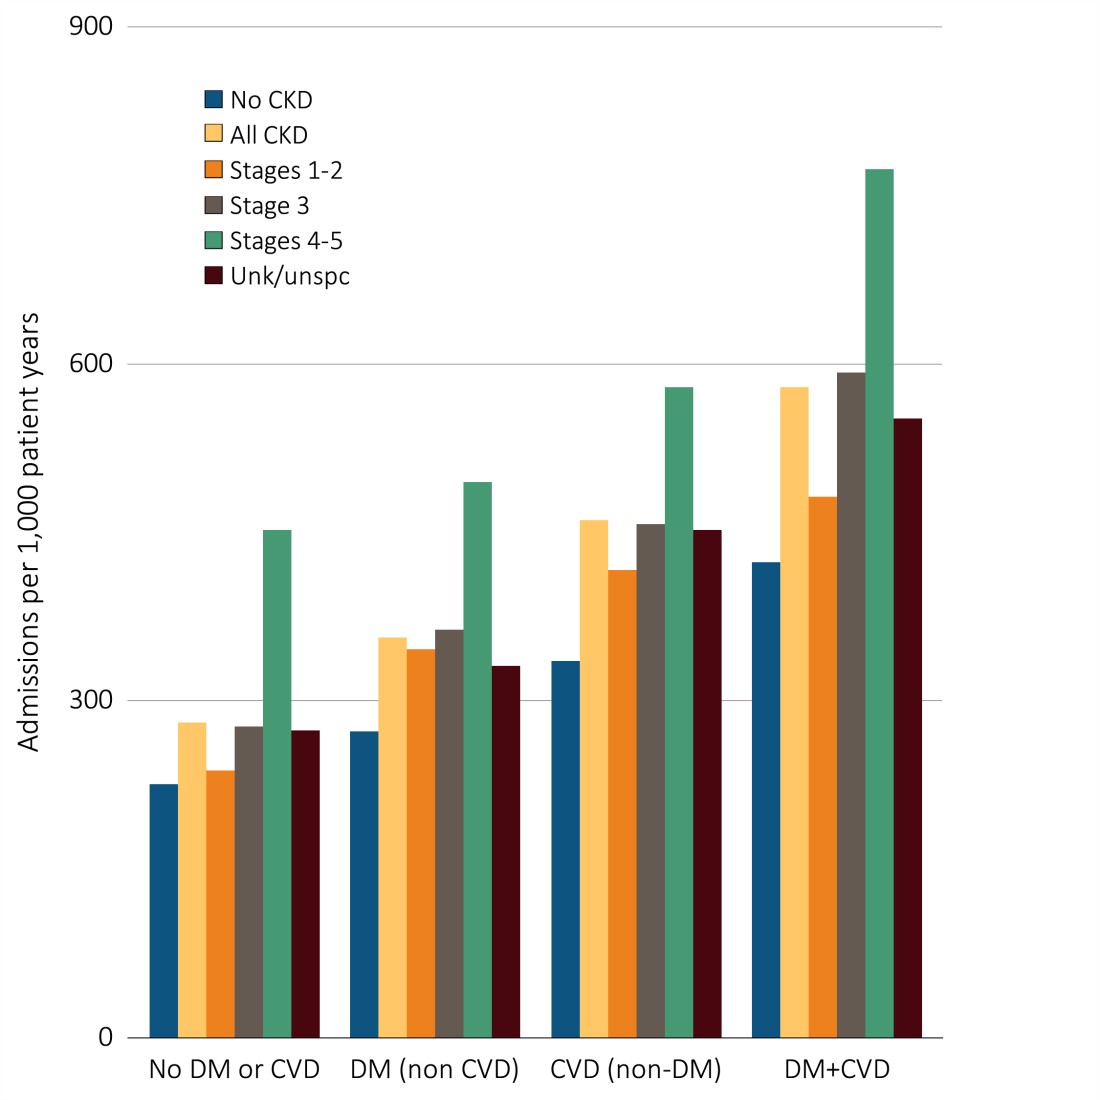 900
No CKD
All CKD
Stages 1-2
Stage 3
Stages 4-5
Unk/unspc
Admissions per 1,000 patient years
600
300
0
No DM or CVD
DM (non CVD)
CVD (non-DM)
DM+CVD